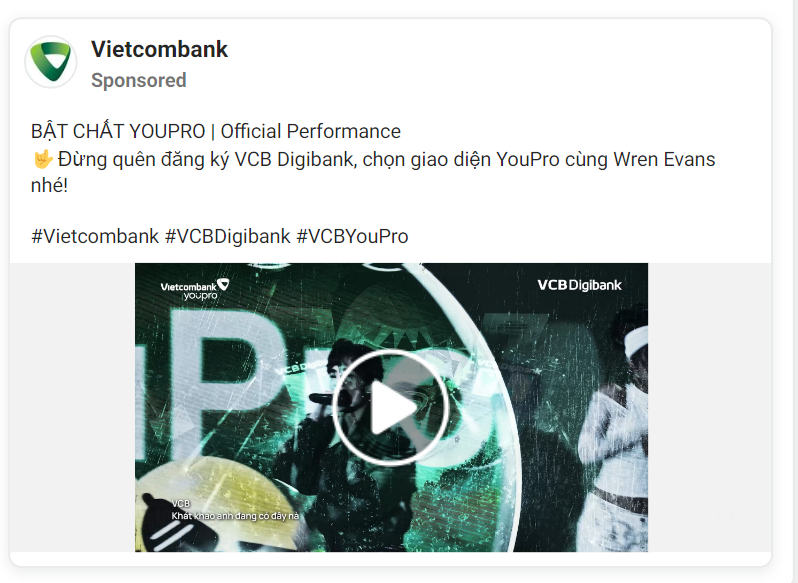 Vietcombank
Sponsored
BẬT CHẤT YOUPRO | Official Performance
🤟 Đừng quên đăng ký VCB Digibank, chọn giao diện YouPro cùng Wren Evans
nhé!
#Vietcombank #VCBDigibank #VCBYouPro
Vietcombank
youpro
VCB Digibank
uPro
VCB
Khát khao anh đang có đây nà